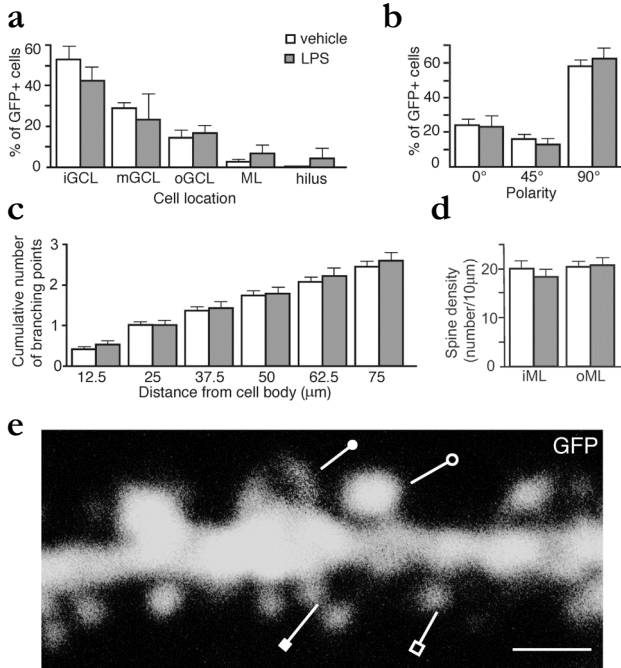 a
% of GFP+ cells
60
40
20
0
iGCL mGCL oGCL ML hilus
Cell location
vehicle
LPS
b
% of GFP+ cells
60
40
20
0
0° 45° 90°
Polarity
c
Cumulative number
of branching points
3
2
1
0
12.5 25 37.5 50 62.5 75
Distance from cell body (μm)
d
Spine density
(number/10μm)
20
10
0
iML oML
e
GFP